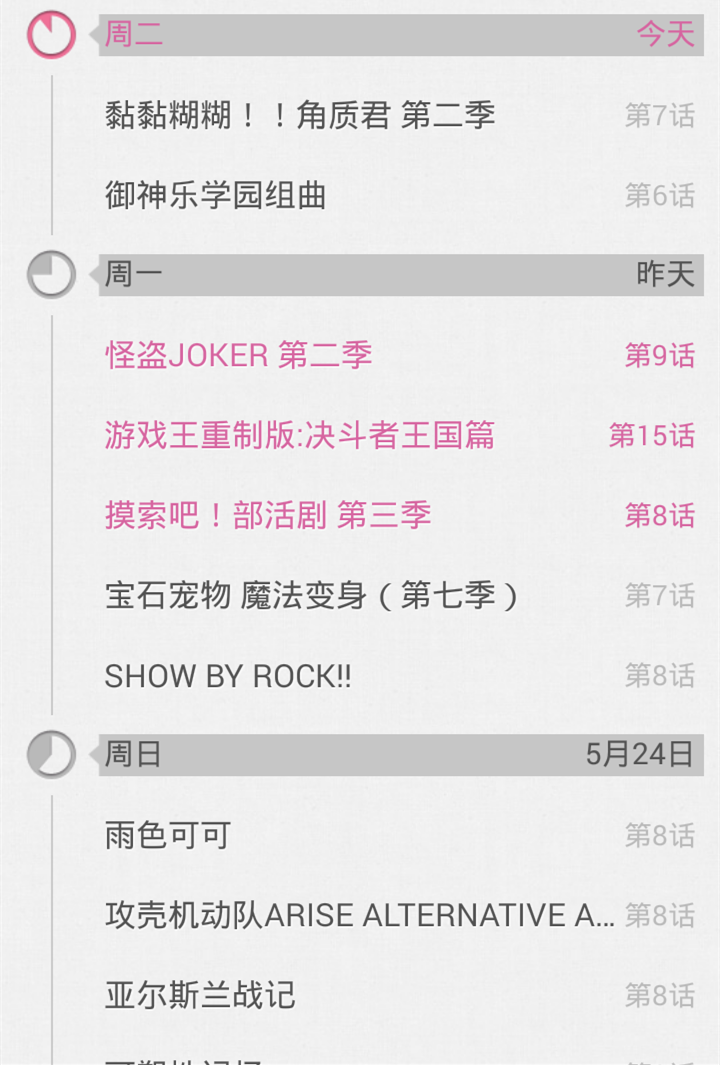 周二 今天
黏黏糊糊！！角质君 第二季 第7话
御神乐学园组曲 第6话
周一 昨天
怪盗JOKER 第二季 第9话
游戏王重制版:决斗者王国篇 第15话
摸索吧！部活剧 第三季 第8话
宝石宠物 魔法变身（第七季） 第7话
SHOW BY ROCK!! 第8话
周日 5月24日
雨色可可 第8话
攻壳机动队ARISE ALTERNATIVE A... 第8话
亚尔斯兰战记 第8话